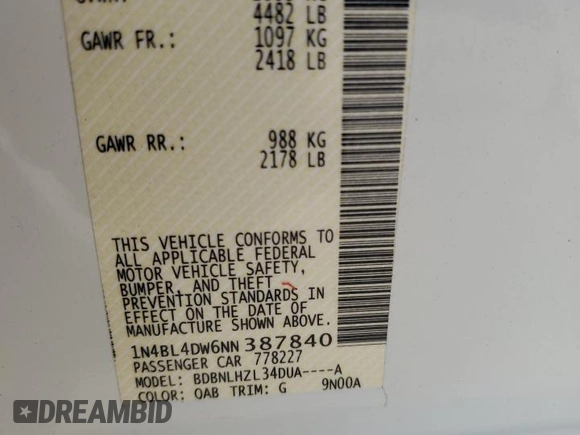 4482 LB
GAWR FR.: 1097 KG
2418 LB
GAWR RR.: 988 KG
2178 LB
THIS VEHICLE CONFORMS TO
ALL APPLICABLE FEDERAL
MOTOR VEHICLE SAFETY,
BUMPER, AND THEFT
PREVENTION STANDARDS IN
EFFECT ON THE DATE OF
MANUFACTURE SHOWN ABOVE.
1N4BL4DW6NN387840
PASSENGER CAR 778227
MODEL: BDBNLHZL34DUA----A
COLOR: QAB TRIM: G 9N00A
DREAMBID